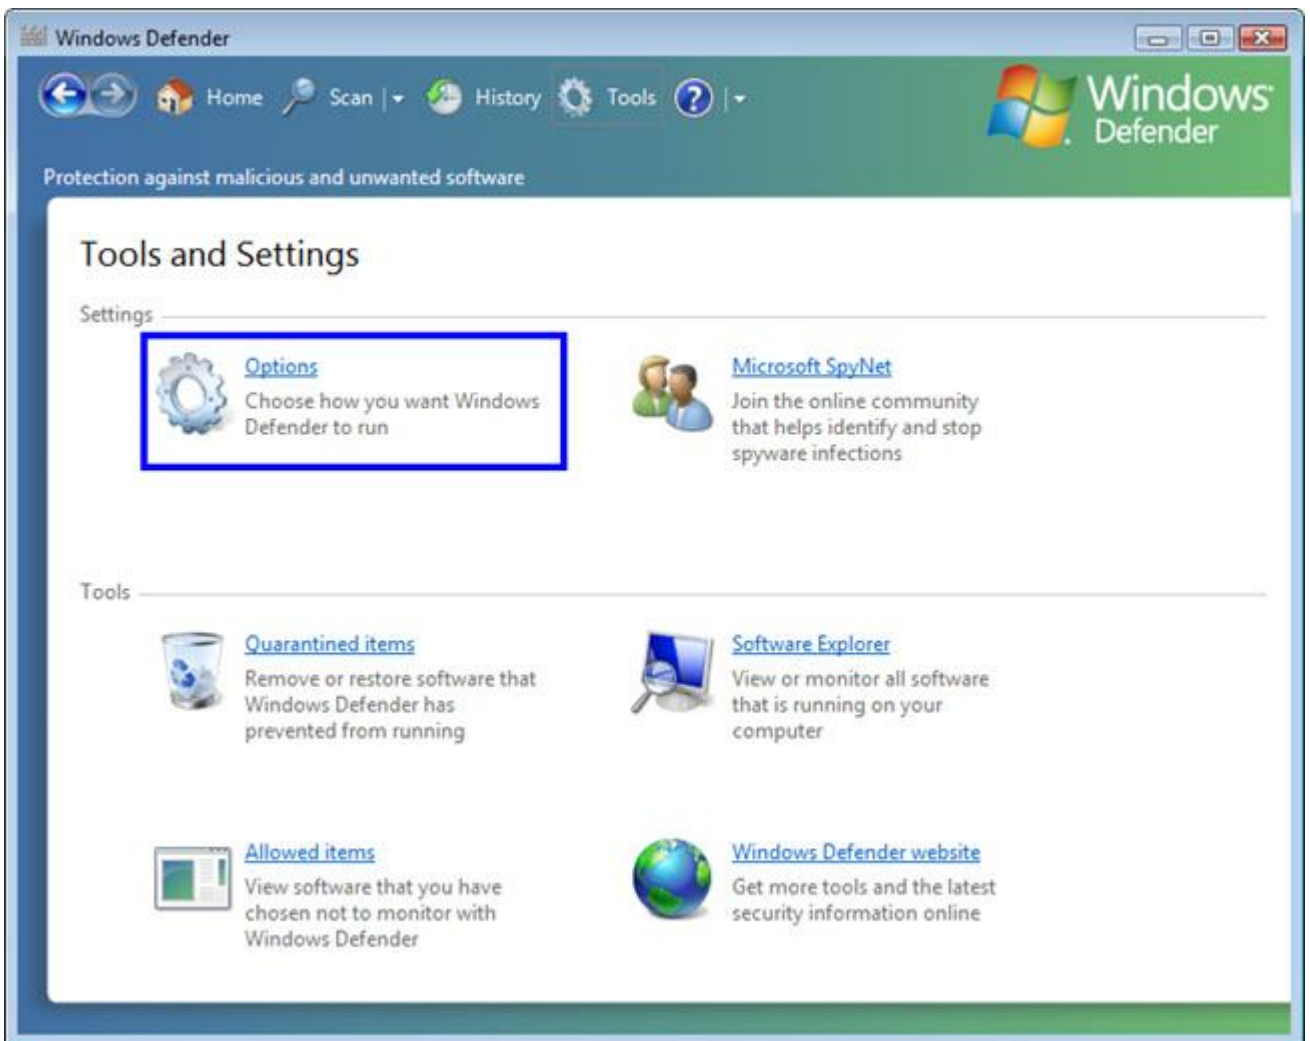 Windows Defender
Home Scan History Tools
Windows
Defender
Protection against malicious and unwanted software
Tools and Settings
Settings
Options
Choose how you want Windows
Defender to run
Microsoft SpyNet
Join the online community
that helps identify and stop
spyware infections
Tools
Quarantined items
Remove or restore software that
Windows Defender has
prevented from running
Software Explorer
View or monitor all software
that is running on your
computer
Allowed items
View software that you have
chosen not to monitor with
Windows Defender
Windows Defender website
Get more tools and the latest
security information online